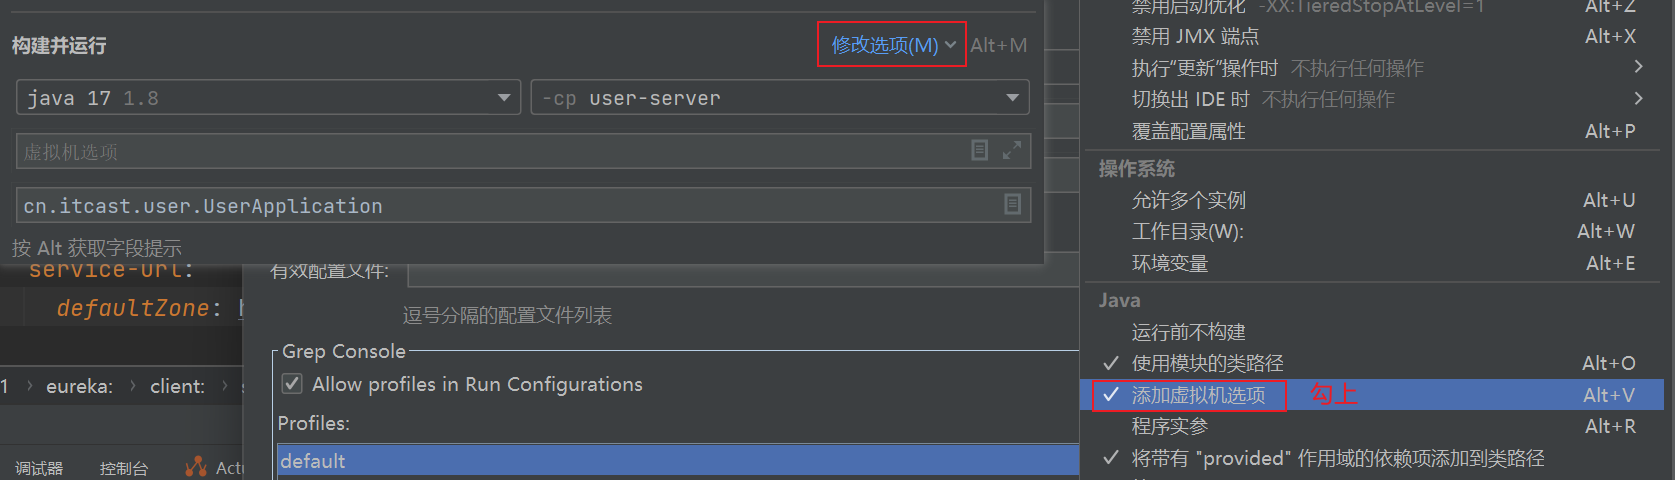 构建并运行
修改选项(M) Alt+M
java 17 1.8
-cp user-server
虚拟机选项
cn.itcast.user.UserApplication
按 Alt 获取字段提示
service-url:
defaultZone:
有效配置文件:
逗号分隔的配置文件列表
Grep Console
Allow profiles in Run Configurations
Profiles:
default
1 › eureka: › client: ›
调试器 控制台 Actu
禁用启动优化 -XX:TieredStopAtLevel=1 Alt+Z
禁用 JMX 端点 Alt+X
执行“更新”操作时 不执行任何操作
切换出 IDE 时 不执行任何操作
覆盖配置属性 Alt+P
操作系统
允许多个实例 Alt+U
工作目录(W): Alt+W
环境变量 Alt+E
Java
运行前不构建
使用模块的类路径 Alt+O
添加虚拟机选项 勾上 Alt+V
程序实参 Alt+R
将带有 "provided" 作用域的依赖项添加到类路径